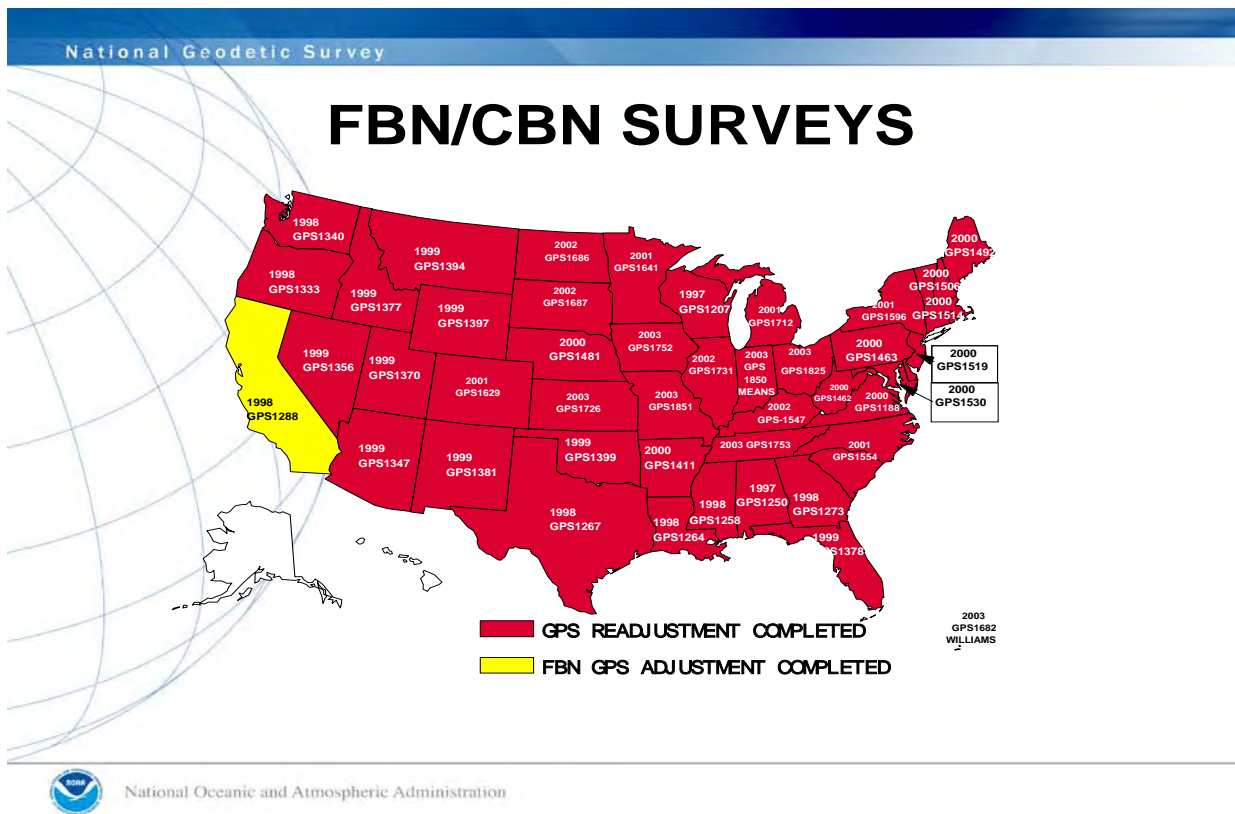 National Geodetic Survey
FBN/CBN SURVEYS
1998
GPS1340
1999
GPS1394
2002
GPS1686
2001
GPS1641
2000
GPS1492
1998
GPS1333
1999
GPS1377
1999
GPS1397
2002
GPS1687
1997
GPS1207
2001
GPS1712
2001
GPS1596
2000
GPS1506
2000
GPS1514
1999
GPS1356
1999
GPS1370
2001
GPS1629
2000
GPS1481
2003
GPS1752
2002
GPS1731
2003
GPS
1850
MEANS
2003
GPS1825
2000
GPS1463
2000
GPS1519
2000
GPS1530
1998
GPS1288
2003
GPS1726
2003
GPS1851
2002
GPS-1547
2000
GPS1462
2000
GPS1188
1999
GPS1347
1999
GPS1381
1999
GPS1399
2000
GPS1411
2003 GPS1753
2001
GPS1554
1998
GPS1267
1998
GPS1264
1998
GPS1258
1997
GPS1250
1998
GPS1273
1999
GPS1378
2003
GPS1682
WILLIAMS
GPS READJUSTMENT COMPLETED
FBN GPS ADJUSTMENT COMPLETED
NOAA
National Oceanic and Atmospheric Administration